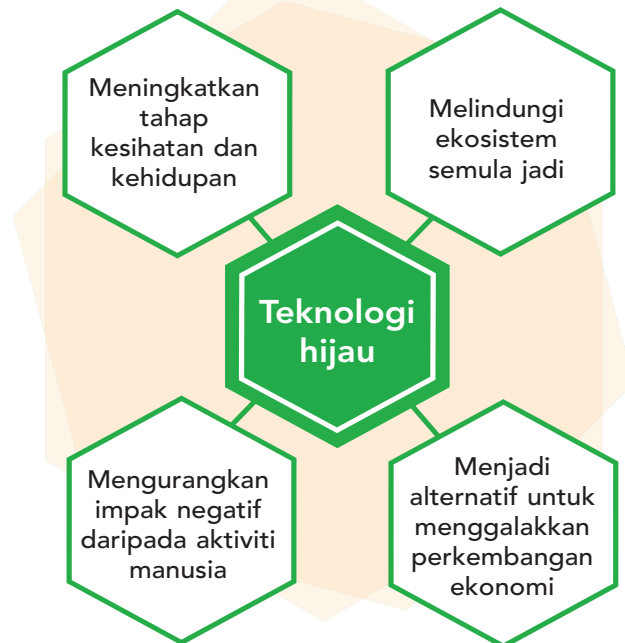 Meningkatkan
tahap
kesihatan dan
kehidupan
Melindungi
ekosistem
semula jadi
Teknologi
hijau
Mengurangkan
impak negatif
daripada aktiviti
manusia
Menjadi
alternatif untuk
menggalakkan
perkembangan
ekonomi